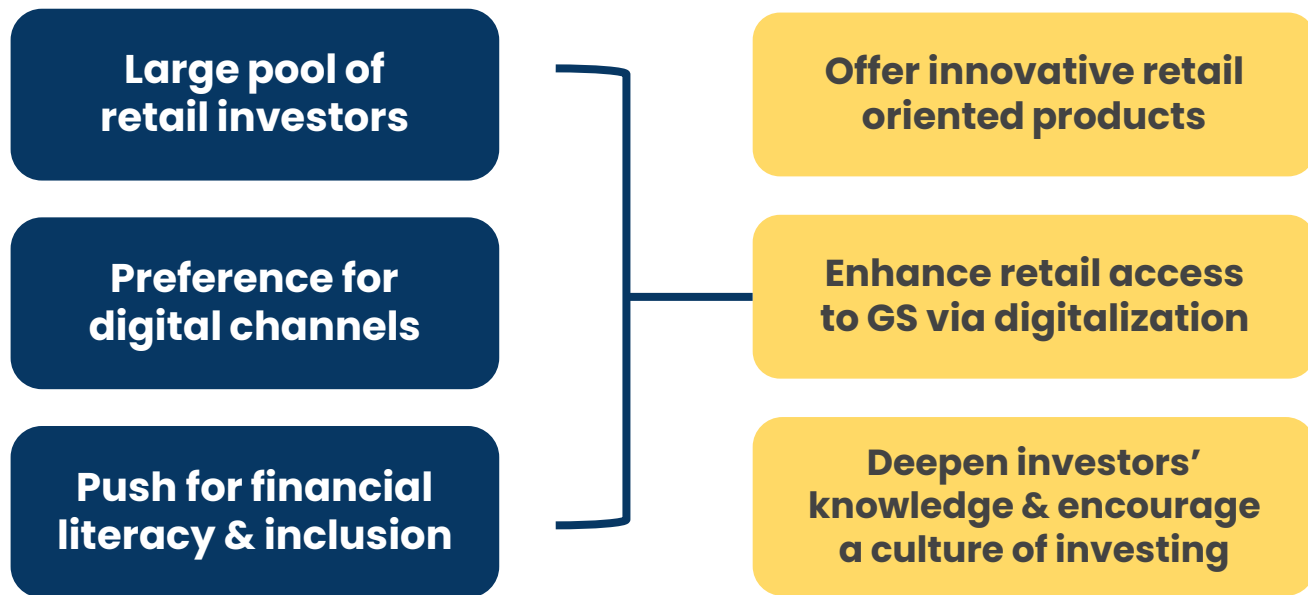 Large pool of
retail investors
Preference for
digital channels
Push for financial
literacy & inclusion
Offer innovative retail
oriented products
Enhance retail access
to GS via digitalization
Deepen investors’
knowledge & encourage
a culture of investing